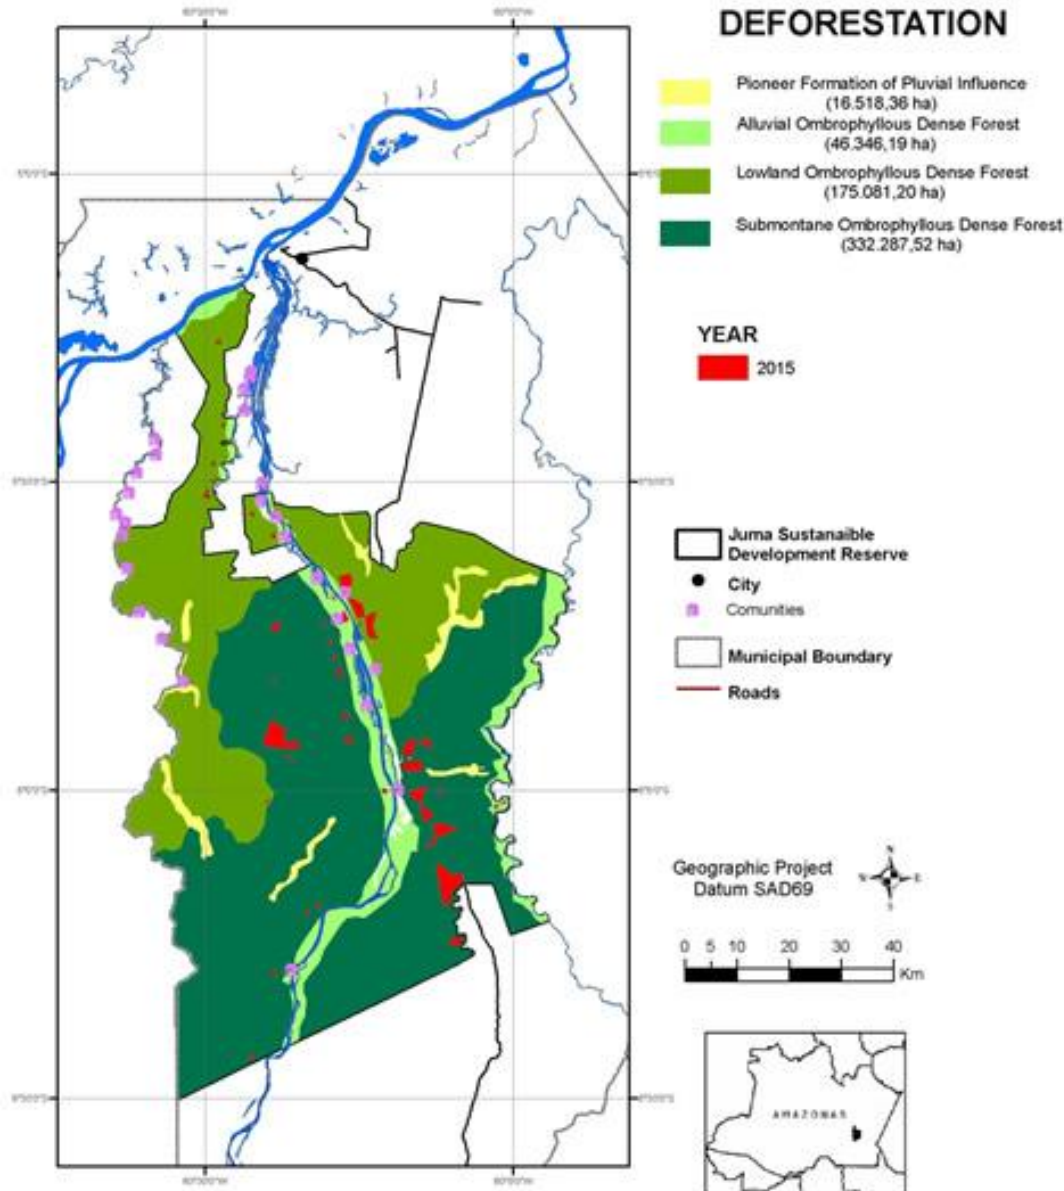 DEFORESTATION
Pioneer Formation of Pluvial Influence
(16.518,36 ha)
Alluvial Ombrophyllous Dense Forest
(46.346,19 ha)
Lowland Ombrophyllous Dense Forest
(175.081,20 ha)
Submontane Ombrophyllous Dense Forest
(332.287,52 ha)
YEAR
2015
Juma Sustanaible
Development Reserve
City
Comunities
Municipal Boundary
Roads
Geographic Project
Datum SAD69
N
W E
S
0 5 10 20 30 40
Km
AMAZONAS